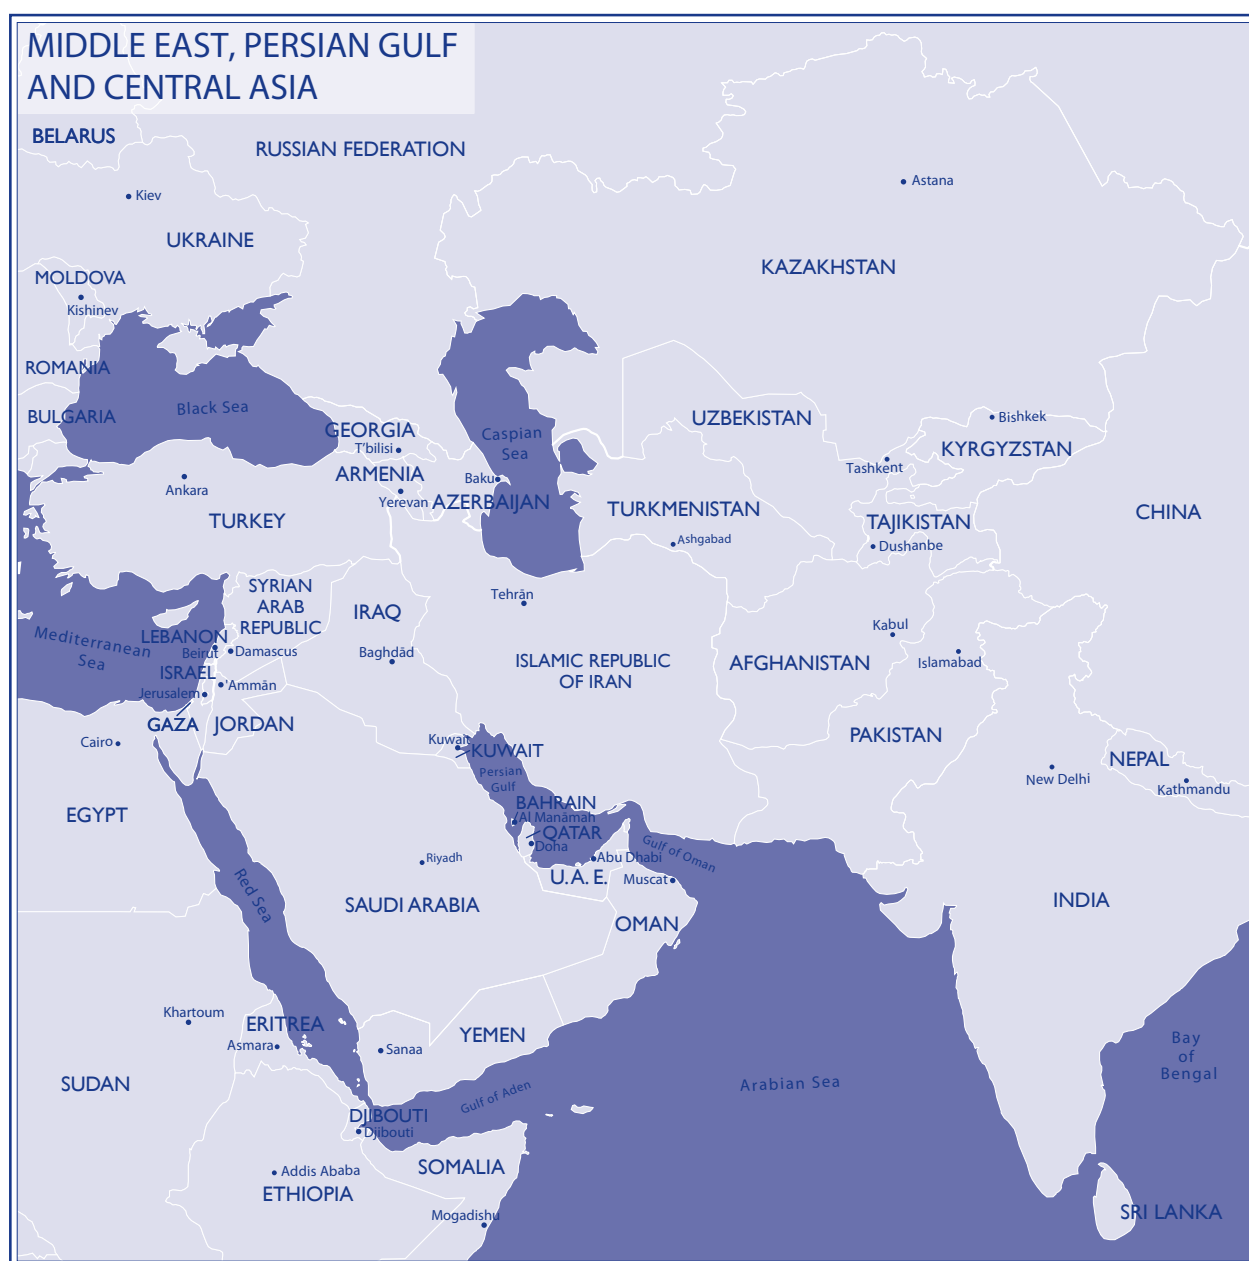 MIDDLE EAST, PERSIAN GULF
AND CENTRAL ASIA
BELARUS
RUSSIAN FEDERATION
Astana
Kiev
UKRAINE
KAZAKHSTAN
MOLDOVA
Kishinev
ROMANIA
Black Sea
BULGARIA
UZBEKISTAN
Bishkek
GEORGIA
T'bilisi
Caspian
Sea
KYRGYZSTAN
Tashkent
ARMENIA
Baku
Ankara
Yerevan
AZERBAIJAN
TURKMENISTAN
CHINA
TURKEY
TAJIKISTAN
Ashgabad
Dushanbe
SYRIAN
ARAB
REPUBLIC
Tehrān
IRAQ
Kabul
Mediterranean
Sea
LEBANON
Beirut
Damascus
Baghdād
ISLAMIC REPUBLIC
OF IRAN
AFGHANISTAN
Islamabad
ISRAEL
'Ammān
Jerusalem
GAZA
JORDAN
Cairo
Kuwait
KUWAIT
PAKISTAN
NEPAL
Persian
Gulf
New Delhi
Kathmandu
BAHRAIN
Al Manāmah
EGYPT
QATAR
Doha
Gulf of Oman
Riyadh
Abu Dhabi
U. A. E.
Muscat
Red Sea
SAUDI ARABIA
INDIA
OMAN
Khartoum
ERITREA
YEMEN
Asmara
Sanaa
Bay
of
Bengal
SUDAN
Arabian Sea
Gulf of Aden
DJIBOUTI
Djibouti
Addis Ababa
SOMALIA
ETHIOPIA
Mogadishu
SRI LANKA